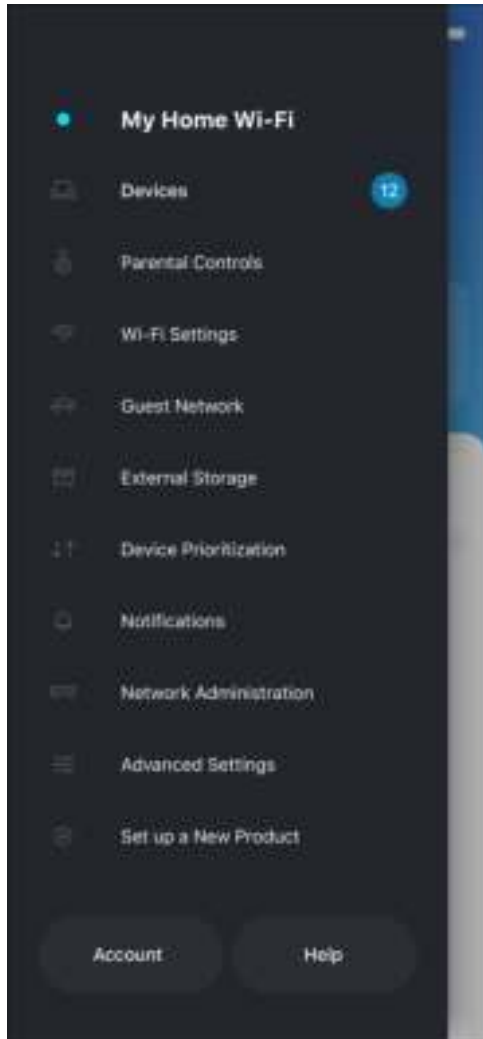 My Home Wi-Fi
Devices
12
Parental Controls
Wi-Fi Settings
Guest Network
External Storage
Device Prioritization
Notifications
Network Administration
Advanced Settings
Set up a New Product
Account
Help